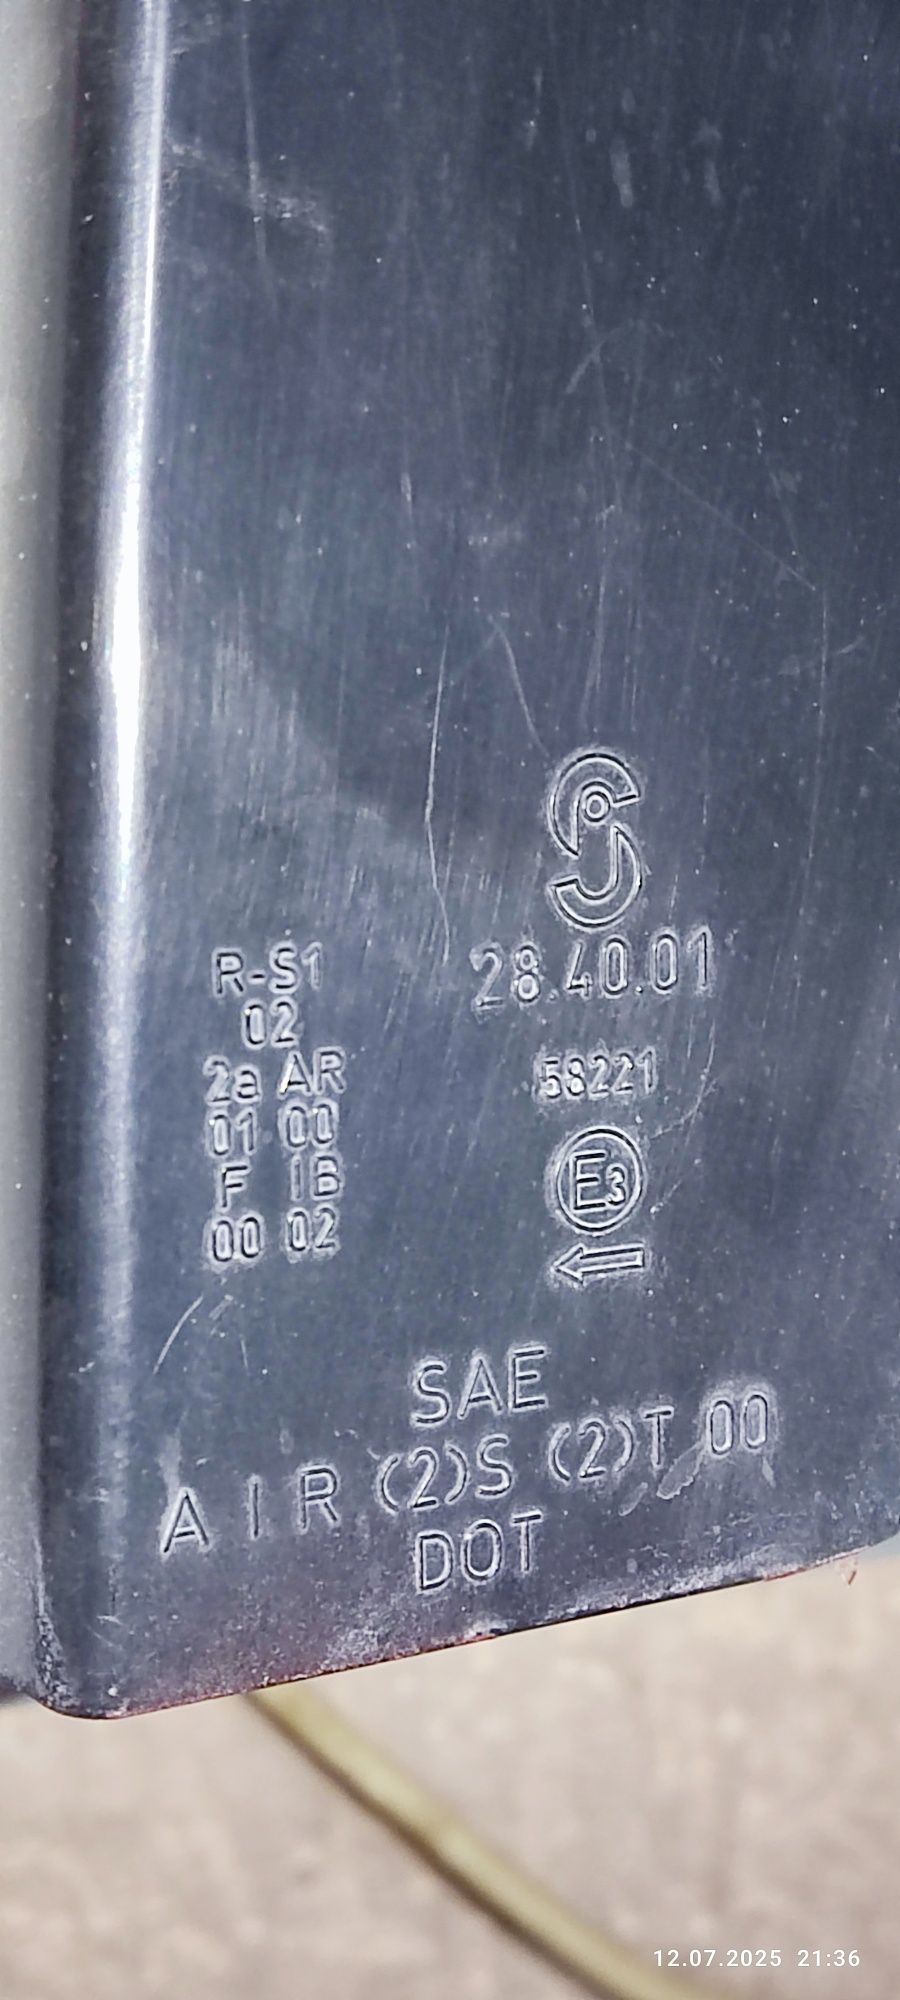 R-S1
02
2a AR
01 00
F IB
00 02
28.40.01
58221
E3
SAE
A I R (2)S (2)T 00
DOT
12.07.2025 21:36